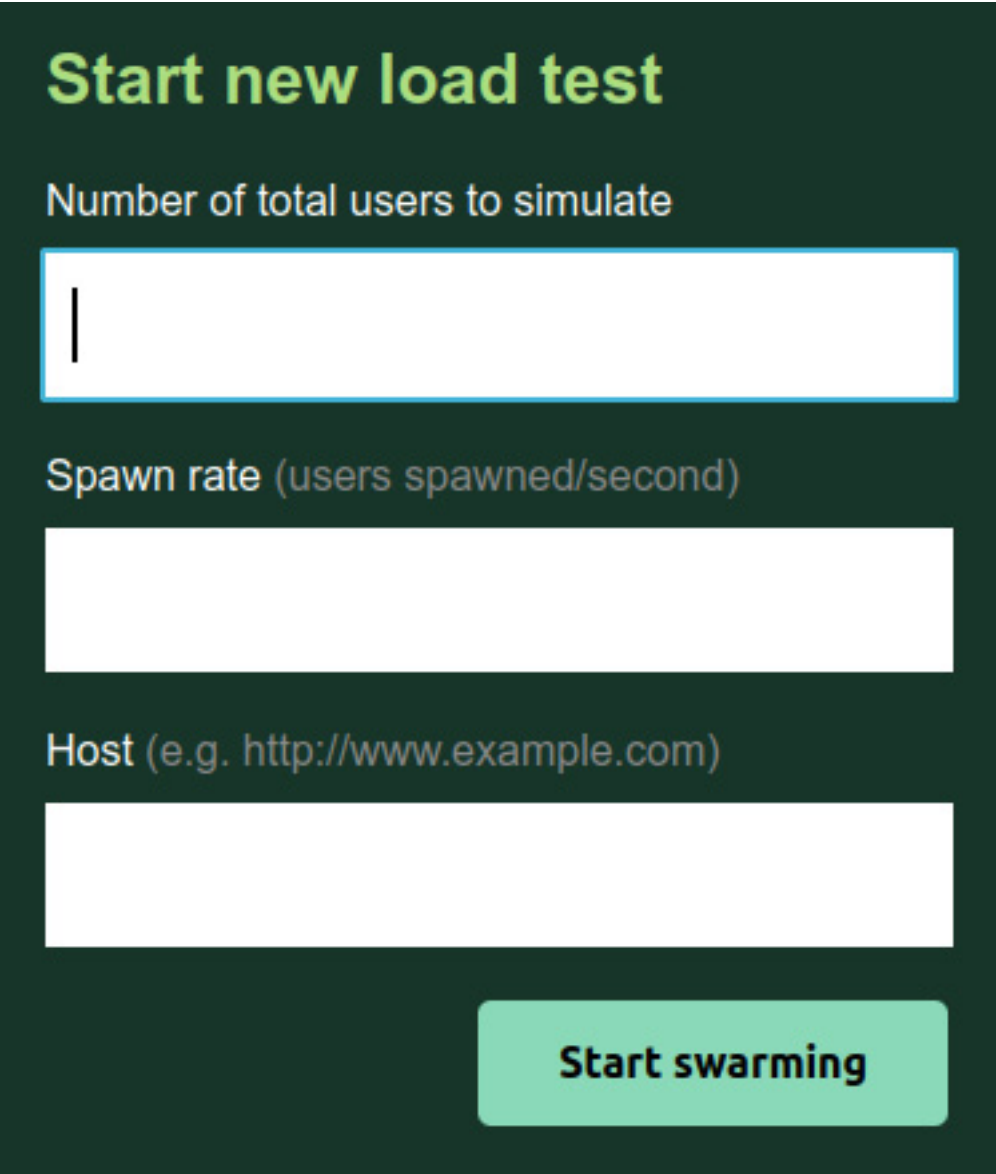 Start new load test
Number of total users to simulate
Spawn rate (users spawned/second)
Host (e.g. http://www.example.com)
Start swarming